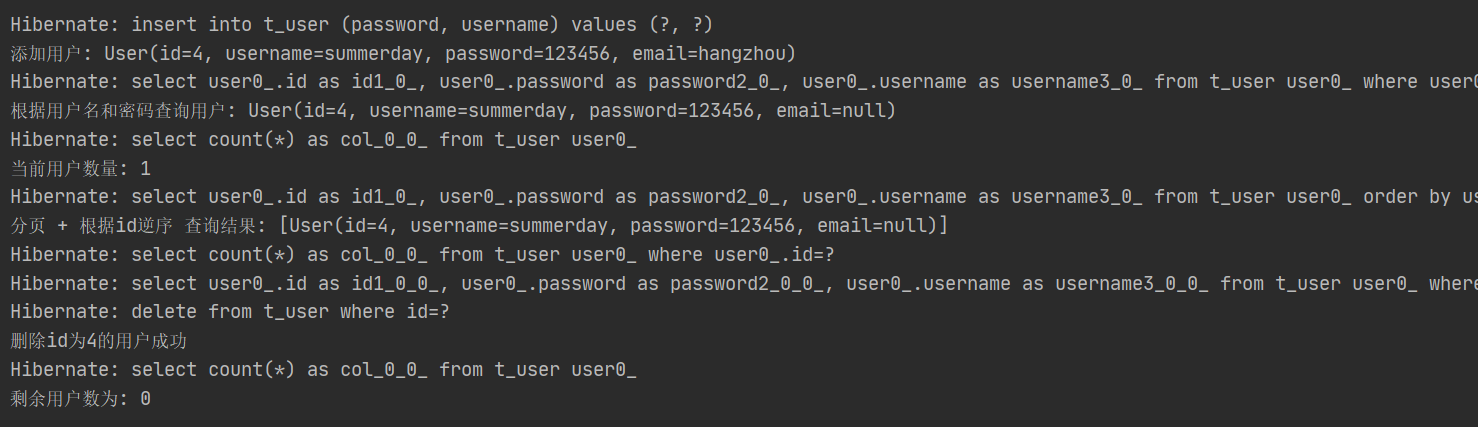 Hibernate: insert into t_user (password, username) values (?, ?)
添加用户: User(id=4, username=summerday, password=123456, email=hangzhou)
Hibernate: select user0_.id as id1_0_, user0_.password as password2_0_, user0_.username as username3_0_ from t_user user0_ where user0
根据用户名和密码查询用户: User(id=4, username=summerday, password=123456, email=null)
Hibernate: select count(*) as col_0_0_ from t_user user0_
当前用户数量: 1
Hibernate: select user0_.id as id1_0_, user0_.password as password2_0_, user0_.username as username3_0_ from t_user user0_ order by us
分页 + 根据id逆序 查询结果: [User(id=4, username=summerday, password=123456, email=null)]
Hibernate: select count(*) as col_0_0_ from t_user user0_ where user0_.id=?
Hibernate: select user0_.id as id1_0_0_, user0_.password as password2_0_0_, user0_.username as username3_0_0_ from t_user user0_ where
Hibernate: delete from t_user where id=?
删除id为4的用户成功
Hibernate: select count(*) as col_0_0_ from t_user user0_
剩余用户数为: 0